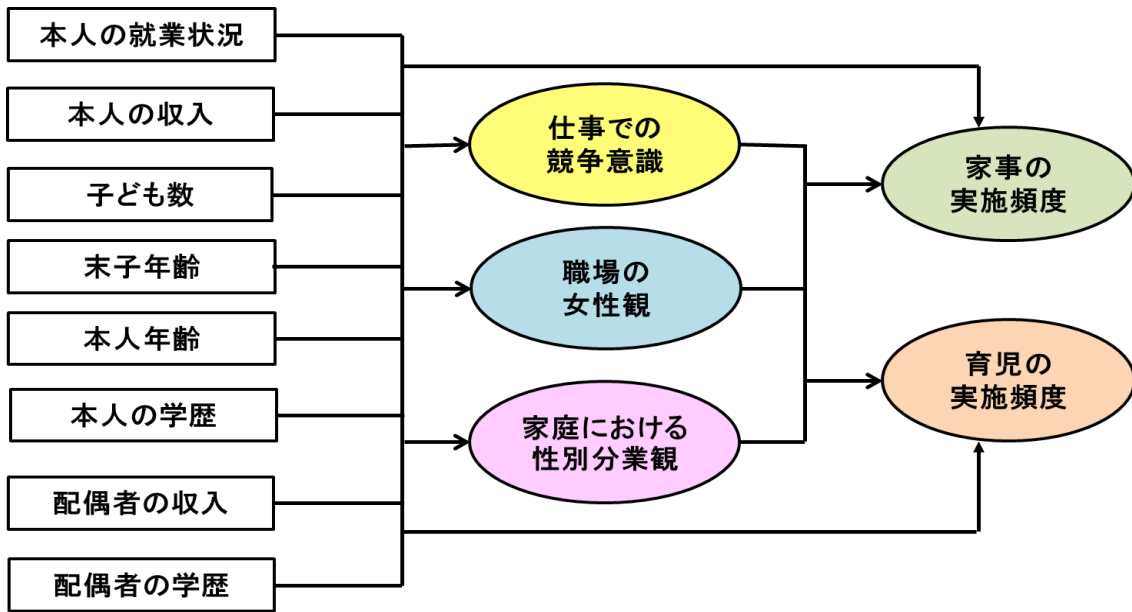 本人の就業状況
本人の収入
子ども数
末子年齢
本人年齢
本人の学歴
配偶者の収入
配偶者の学歴
仕事での
競争意識
職場の
女性観
家庭における
性別分業観
家事の
実施頻度
育児の
実施頻度